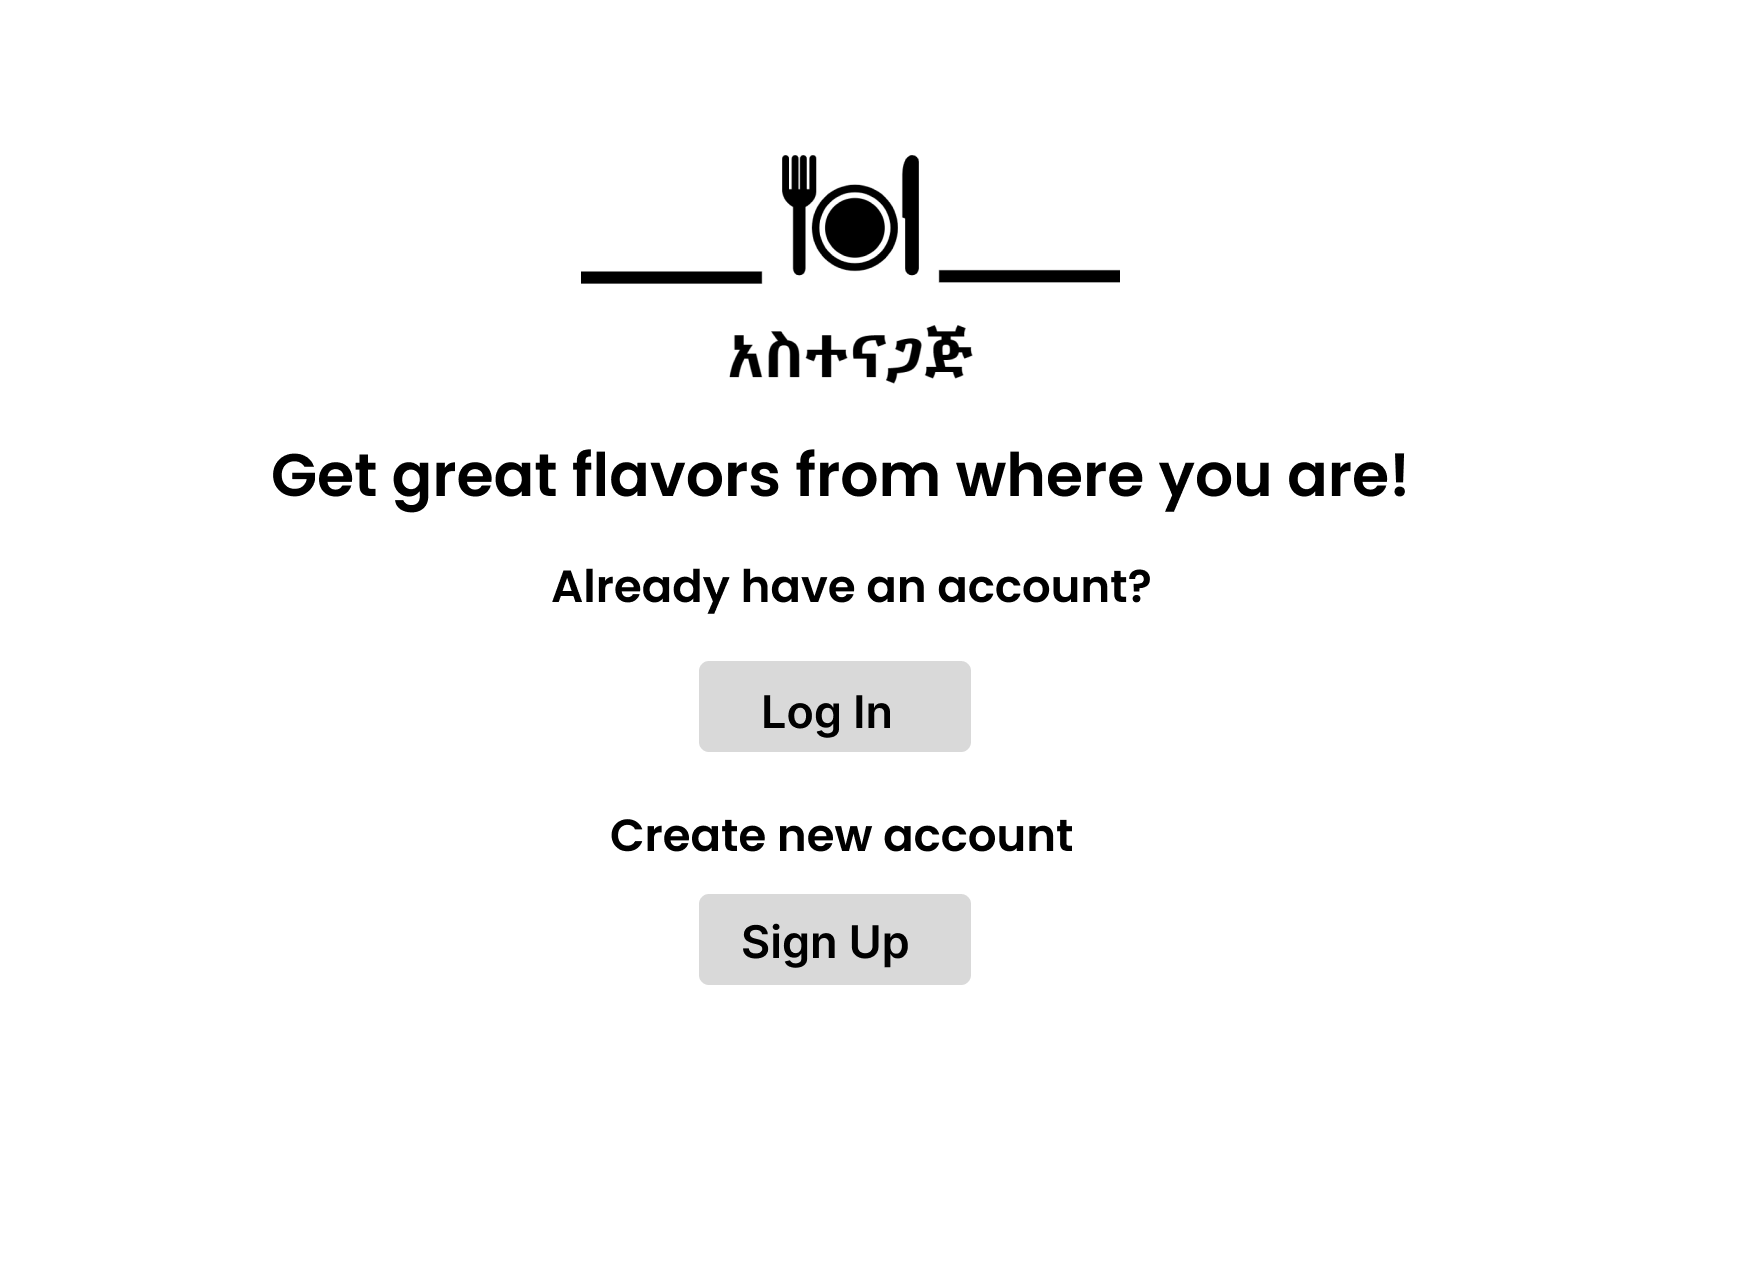 አስተናጋጅ
Get great flavors from where you are!
Already have an account?
Log In
Create new account
Sign Up